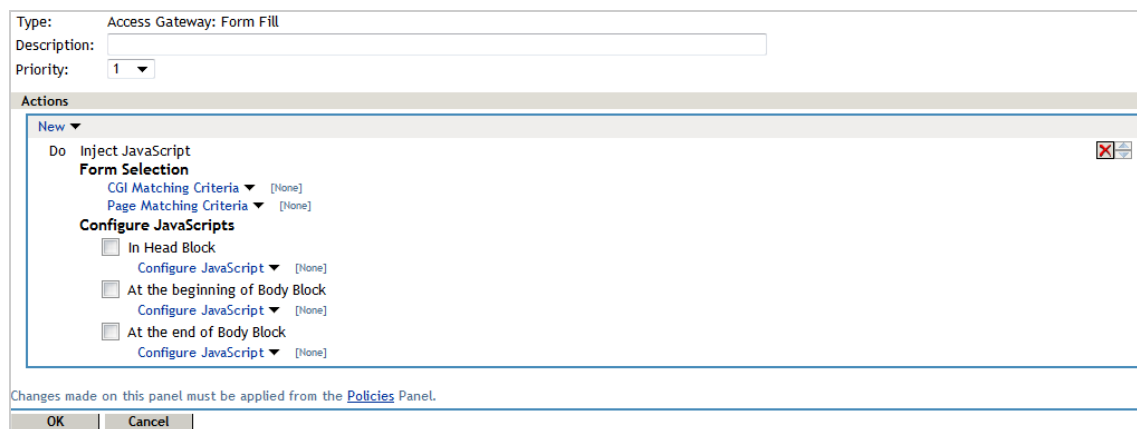 Type: Access Gateway: Form Fill
Description:
Priority: 1
Actions
New
Do Inject JavaScript
Form Selection
CGI Matching Criteria [None]
Page Matching Criteria [None]
Configure JavaScripts
In Head Block
Configure JavaScript [None]
At the beginning of Body Block
Configure JavaScript [None]
At the end of Body Block
Configure JavaScript [None]
Changes made on this panel must be applied from the Policies Panel.
OK Cancel